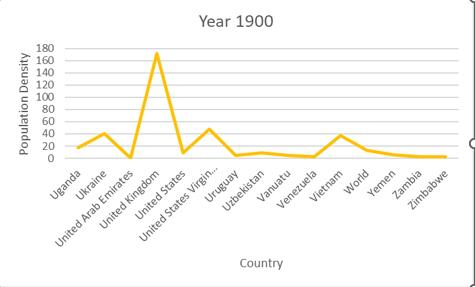 Year 1900
Population Density
180
160
140
120
100
80
60
40
20
0
Uganda
Ukraine
United Arab Emirates
United Kingdom
United States
United States Virgin...
Uruguay
Uzbekistan
Vanuatu
Venezuela
Vietnam
World
Yemen
Zambia
Zimbabwe
Country